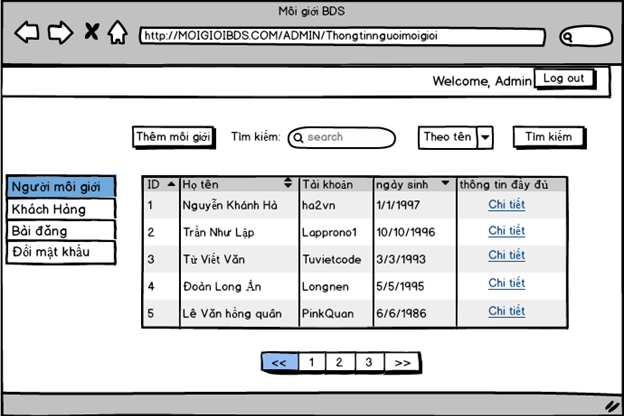 Môi giới BDS
http://MOIGIOIBDS.COM/ADMIN/Thongtinnguoimoigioi
Welcome, Admin Log out
Thêm môi giới Tìm kiếm: search Theo tên Tìm kiếm
Người môi giới
Khách Hàng
Bài đăng
Đổi mật khẩu
ID Họ tên Tài khoản ngày sinh thông tin đầy đủ
1 Nguyễn Khánh Hà ha2vn 1/1/1997 Chi tiết
2 Trần Như Lập Lapprono1 10/10/1996 Chi tiết
3 Từ Viết Văn Tuvietcode 3/3/1993 Chi tiết
4 Đoàn Long Ẩn Longnen 5/5/1995 Chi tiết
5 Lê Văn hồng quân PinkQuan 6/6/1986 Chi tiết
<< 1 2 3 >>